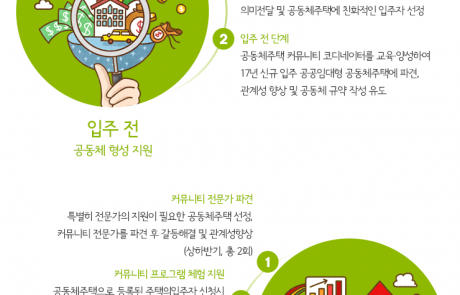 의미전달 및 공동체주택에 친화적인 입주자 선정
2 입주 전 단계
공동체주택 커뮤니티 코디네이터를 교육·양성하여
17년 신규 입주 공공임대형 공동체주택에 파견,
관계성 향상 및 공동체 규약 작성 유도
입주 전
공동체 형성 지원
커뮤니티 전문가 파견
특별히 전문가의 지원이 필요한 공동체주택 선정,
커뮤니티 전문가를 파견 후 갈등해결 및 관계성향상
(상하반기, 총 2회)
1
커뮤니티 프로그램 체험 지원
공동체주택으로 등록된 주택의입주자 신청시